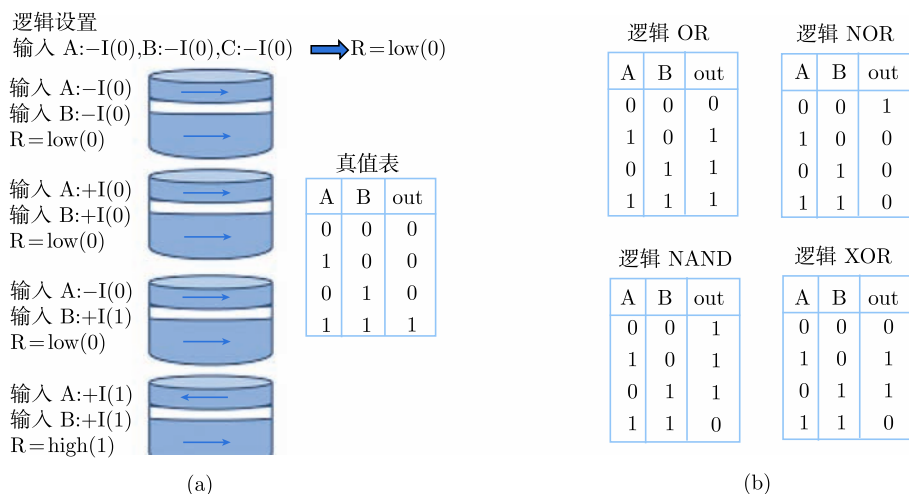 逻辑设置
输入 A:−I(0),B:−I(0),C:−I(0) R=low(0)
输入 A:−I(0)
输入 B:−I(0)
R=low(0)
输入 A:+I(0)
输入 B:+I(0)
R=low(0)
输入 A:−I(0)
输入 B:+I(1)
R=low(0)
输入 A:+I(1)
输入 B:+I(1)
R=high(1)
真值表
A B out
0 0 0
1 0 0
0 1 0
1 1 1
(a)
逻辑 OR
A B out
0 0 0
1 0 1
0 1 1
1 1 1
逻辑 NOR
A B out
0 0 1
1 0 0
0 1 0
1 1 0
逻辑 NAND
A B out
0 0 1
1 0 1
0 1 1
1 1 0
逻辑 XOR
A B out
0 0 0
1 0 1
0 1 1
1 1 0
(b)